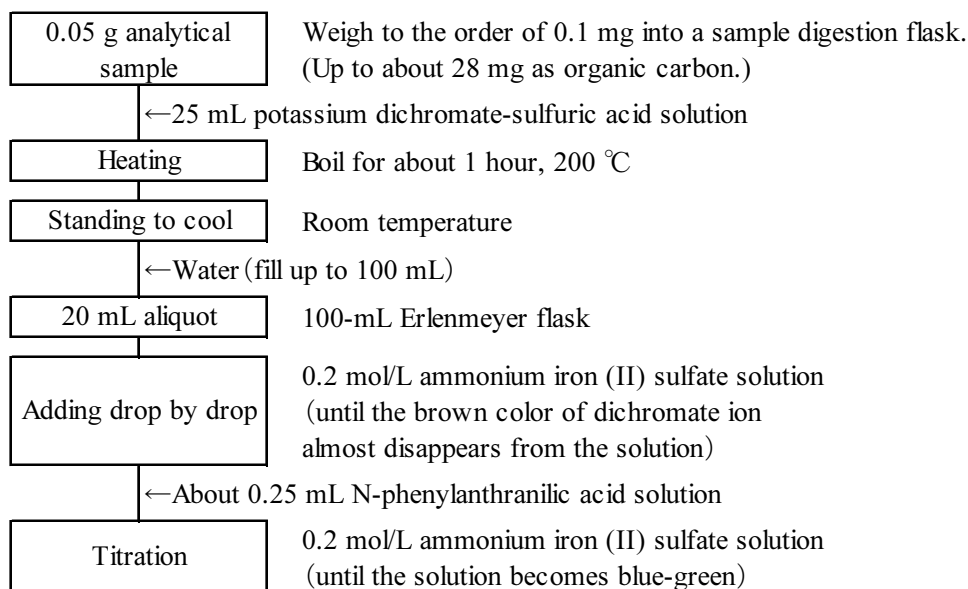 0.05 g analytical
sample
Weigh to the order of 0.1 mg into a sample digestion flask.
(Up to about 28 mg as organic carbon.)
←25 mL potassium dichromate-sulfuric acid solution
Heating
Boil for about 1 hour, 200 ℃
Standing to cool
Room temperature
←Water (fill up to 100 mL)
20 mL aliquot
100-mL Erlenmeyer flask
Adding drop by drop
0.2 mol/L ammonium iron (II) sulfate solution
(until the brown color of dichromate ion
almost disappears from the solution)
←About 0.25 mL N-phenylanthranilic acid solution
Titration
0.2 mol/L ammonium iron (II) sulfate solution
(until the solution becomes blue-green)